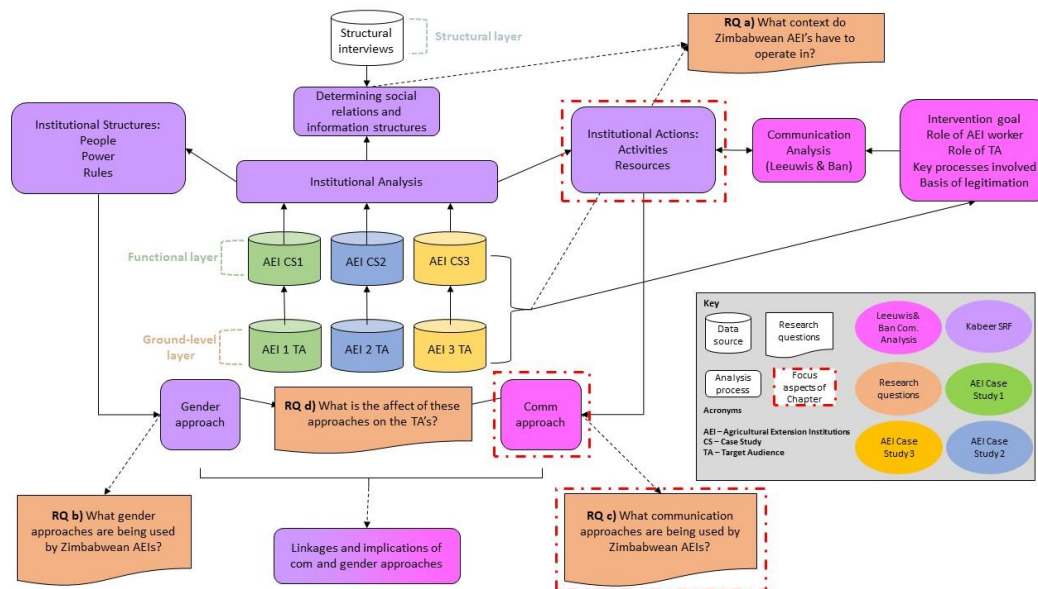 Structural
interviews
Structural layer
RQ a) What context do
Zimbabwean AEI's have to
operate in?
Determining social
relations and
information structures
Institutional Structures:
People
Power
Rules
Institutional Actions:
Activities
Resources
Communication
Analysis
(Leeuwis & Ban)
Intervention goal
Role of AEI worker
Role of TA
Key processes involved
Basis of legitimation
Institutional Analysis
Functional layer
AEI CS1
AEI CS2
AEI CS3
Ground-level
layer
AEI 1 TA
AEI 2 TA
AEI 3 TA
Gender
approach
RQ d) What is the affect of these
approaches on the TA's?
Comm
approach
RQ b) What gender
approaches are being used
by Zimbabwean AEIs?
Linkages and implications of
com and gender approaches
RQ c) What communication
approaches are being used by
Zimbabwean AEIs?
Key
Data
source
Research
questions
Leeuwis&
Ban Com.
Analysis
Kabeer SRF
Analysis
process
Focus
aspects of
Chapter
Research
questions
AEI Case
Study 1
Acronyms
AEI – Agricultural Extension Institutions
CS – Case Study
TA – Target Audience
AEI Case
Study 3
AEI Case
Study 2